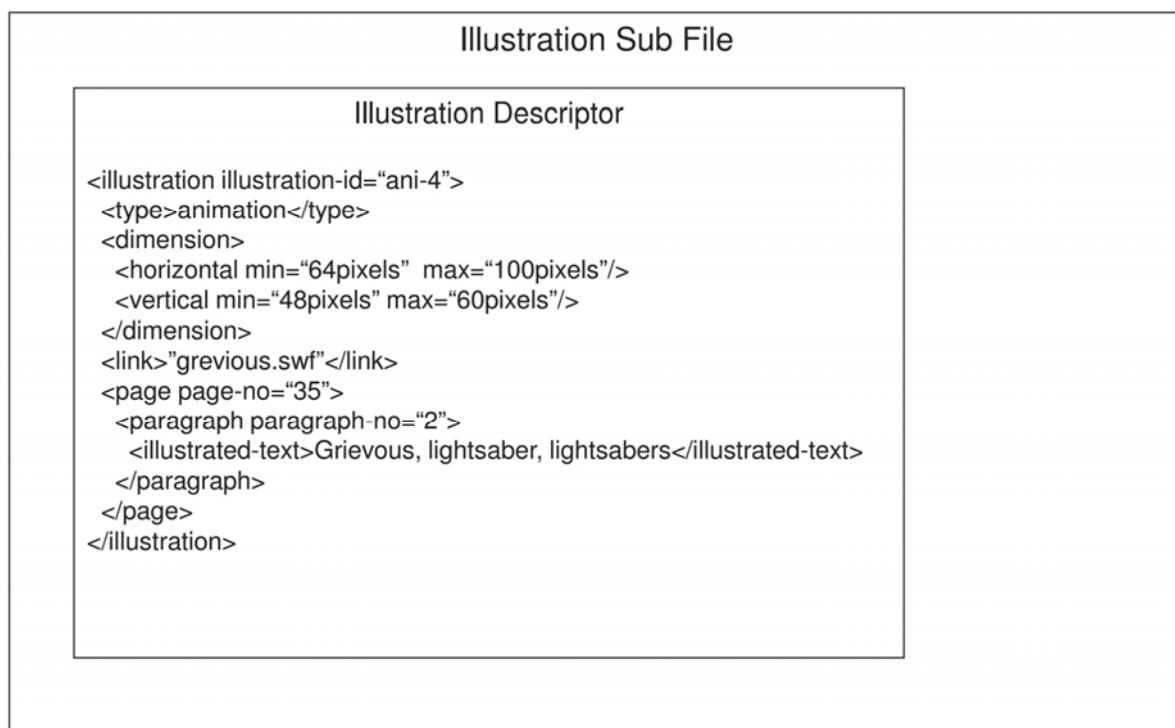 Illustration Sub File
Illustration Descriptor
<illustration illustration-id=“ani-4”>
<type>animation</type>
<dimension>
<horizontal min=“64pixels” max=“100pixels”/>
<vertical min=“48pixels” max=“60pixels”/>
</dimension>
<link>”grevious.swf”</link>
<page page-no=“35”>
<paragraph paragraph-no=“2”>
<illustrated-text>Grievous, lightsaber, lightsabers</illustrated-text>
</paragraph>
</page>
</illustration>